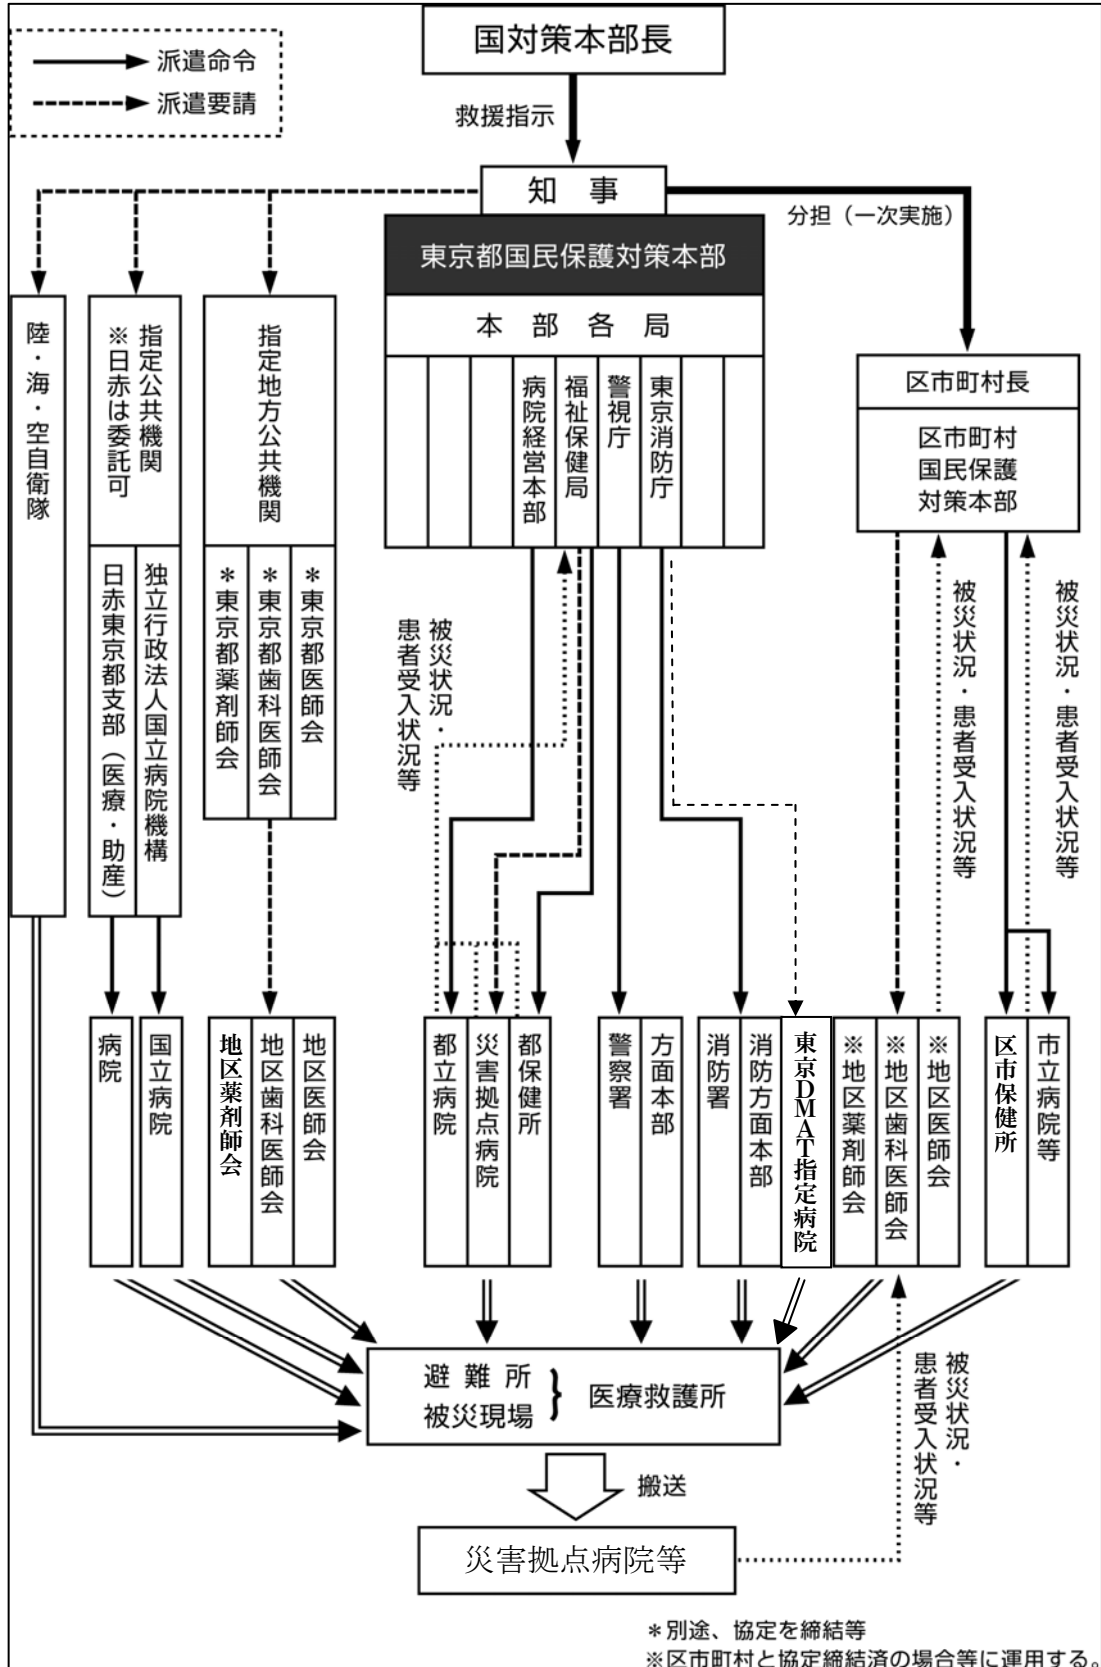 国対策本部長
派遣命令
派遣要請
救援指示
知　事
分担（一次実施）
東京都国民保護対策本部
本　部　各　局
病院経営本部
福祉保健局
警視庁
東京消防庁
陸・海・空自衛隊
指定公共機関
※日赤は委託可
指定地方公共機関
区市町村長
区市町村
国民保護
対策本部
日赤東京都支部（医療・助産）
独立行政法人国立病院機構
＊東京都薬剤師会
＊東京都歯科医師会
＊東京都医師会
被災状況・
患者受入状況等
被災状況・患者受入状況等
被災状況・患者受入状況等
病院
国立病院
地区薬剤師会
地区歯科医師会
地区医師会
都立病院
災害拠点病院
都保健所
警察署
方面本部
消防署
消防方面本部
東京DMAT指定病院
※地区薬剤師会
※地区歯科医師会
※地区医師会
区市保健所
市立病院等
避 難 所
被災現場
医療救護所
被災状況・
患者受入状況等
搬送
災害拠点病院等
＊別途、協定を締結等
※区市町村と協定締結済の場合等に運用する。